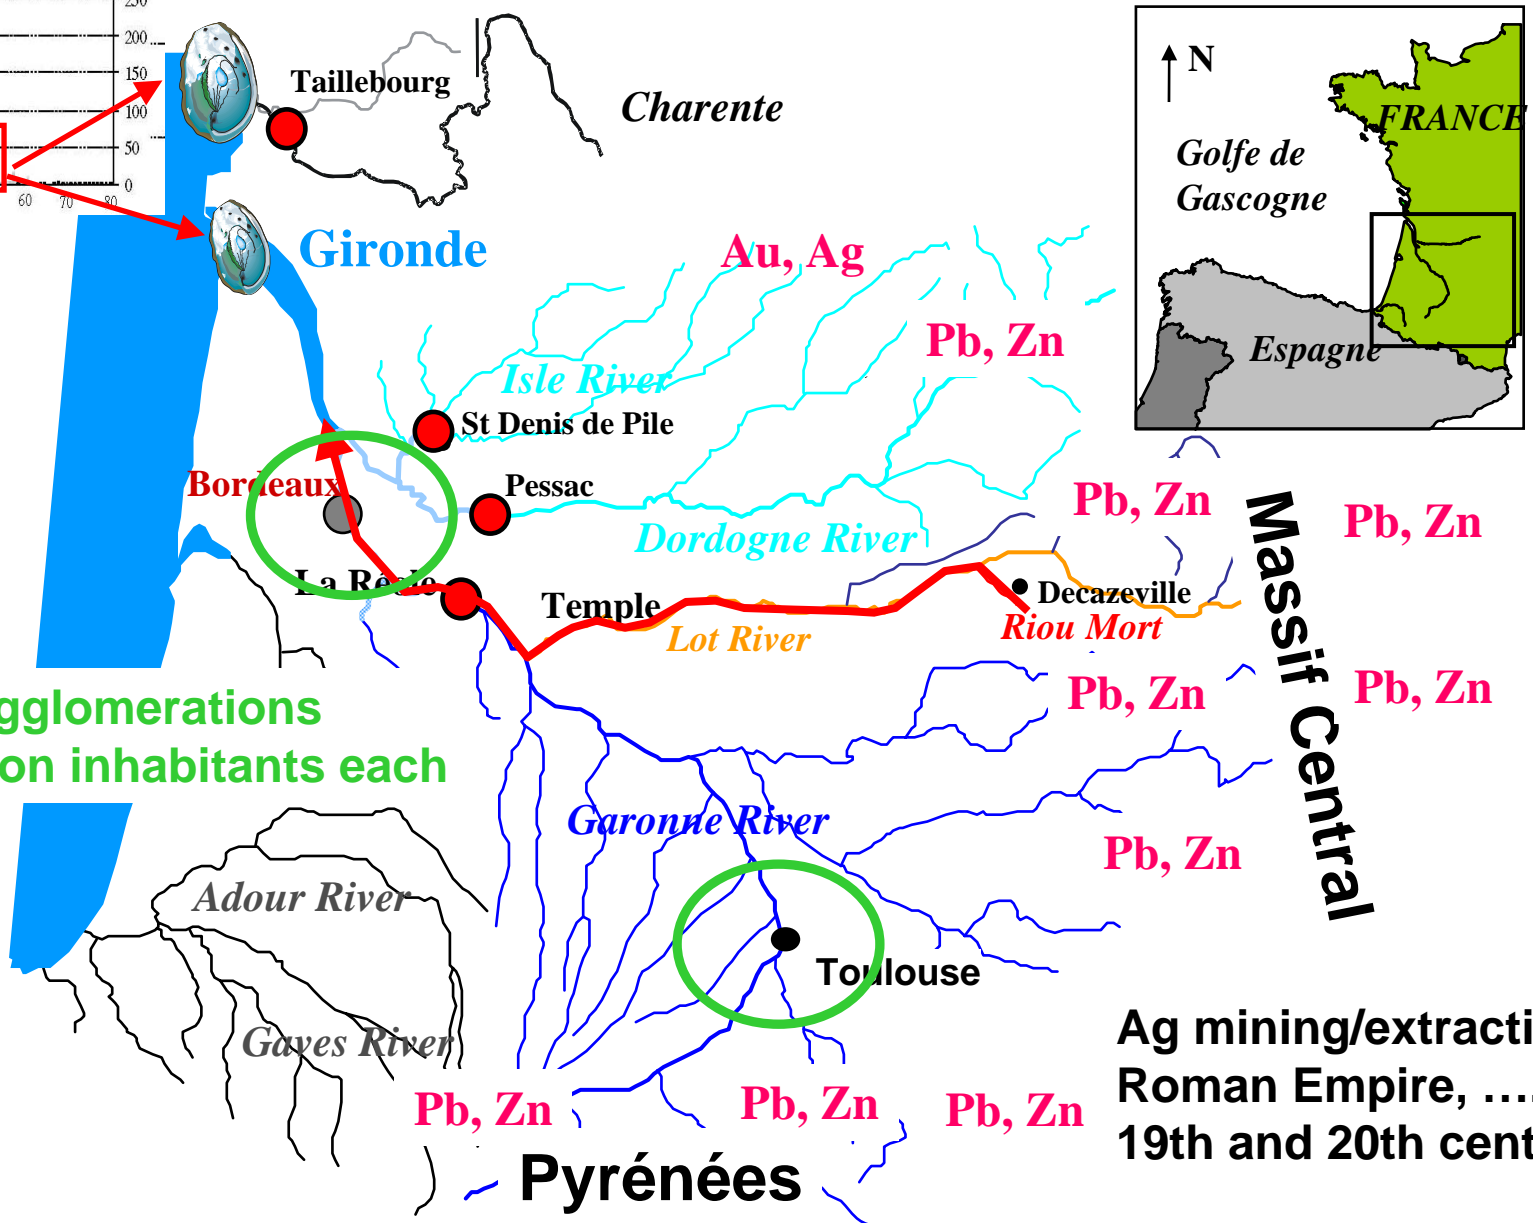 250
200
150
100
50
0
60 70 80
Taillebourg
Charente
N
FRANCE
Golfe de
Gascogne
Espagne
Gironde
Au, Ag
Pb, Zn
Isle River
St Denis de Pile
Bordeaux
Pessac
Pb, Zn
Pb, Zn
Dordogne River
La Réole
Temple
Decazeville
Riou Mort
Lot River
Massif Central
Pb, Zn
Pb, Zn
gglomerations
on inhabitants each
Garonne River
Pb, Zn
Adour River
Toulouse
Gaves River
Ag mining/extracti
Roman Empire, ….
19th and 20th cent
Pb, Zn
Pb, Zn
Pb, Zn
Pyrénées